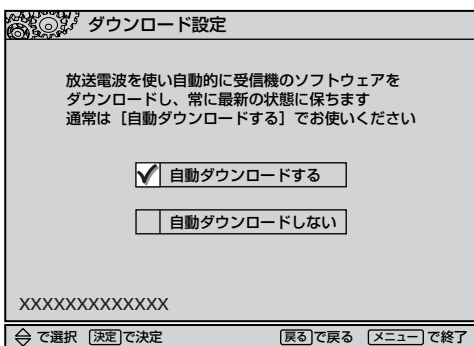 ダウンロード設定
放送電波を使い自動的に受信機のソフトウェアを
ダウンロードし、常に最新の状態に保ちます
通常は［自動ダウンロードする］でお使いください
自動ダウンロードする
自動ダウンロードしない
XXXXXXXXXXXXX
で選択 決定で決定 戻るで戻る メニューで終了